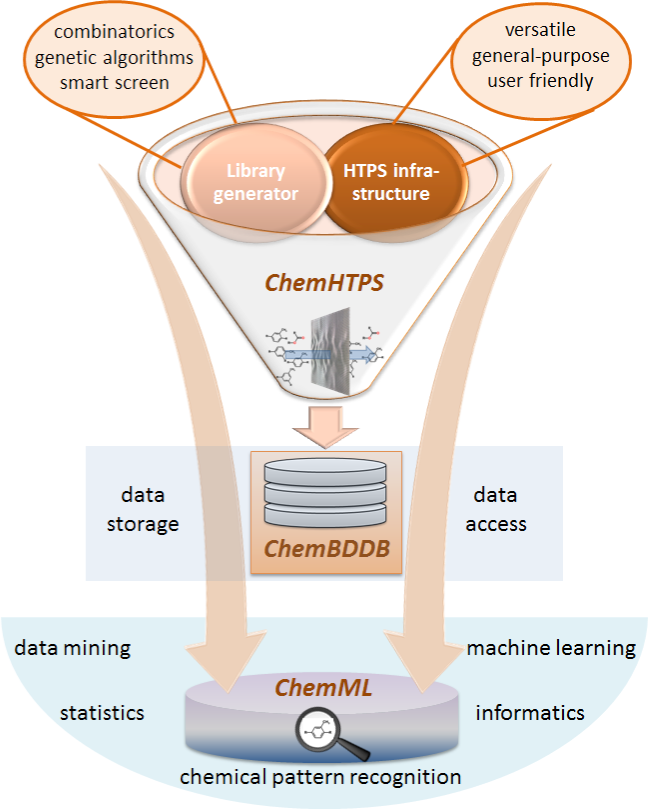 combinatorics
genetic algorithms
smart screen
versatile
general-purpose
user friendly
Library
generator
HTPS infra-
structure
ChemHTPS
data
storage
ChemBDDB
data
access
data mining
machine learning
ChemML
statistics
informatics
chemical pattern recognition